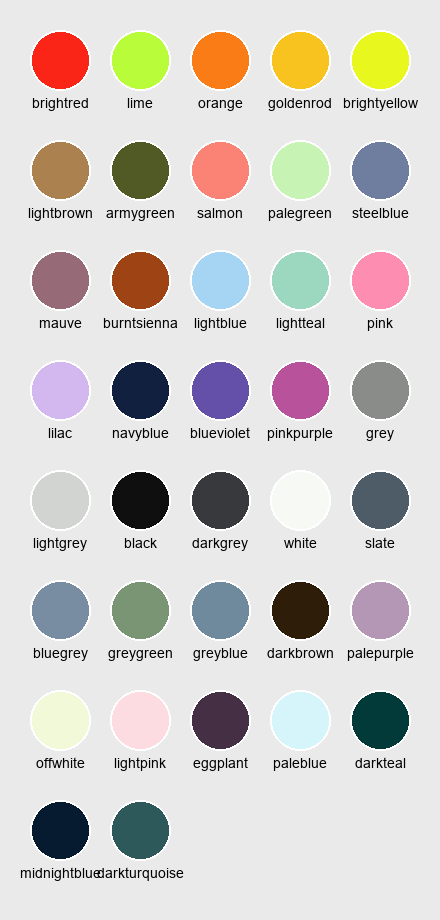 brightred lime orange goldenrod brightyellow
lightbrown armygreen salmon palegreen steelblue
mauve burntsienna lightblue lightteal pink
lilac navyblue blueviolet pinkpurple grey
lightgrey black darkgrey white slate
bluegrey greygreen greyblue darkbrown palepurple
offwhite lightpink eggplant paleblue darkteal
midnightblue darkturquoise